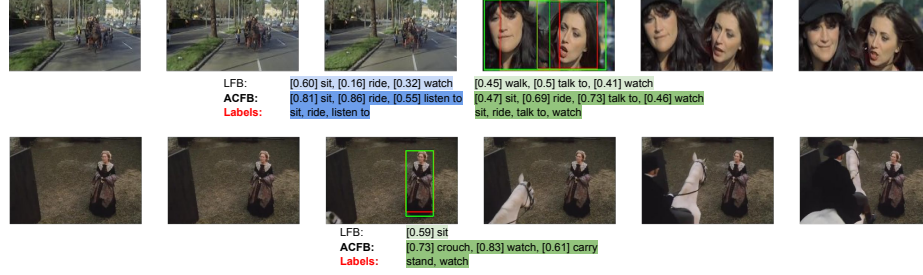 LFB: [0.60] sit, [0.16] ride, [0.32] watch [0.45] walk, [0.5] talk to, [0.41] watch
ACFB: [0.81] sit, [0.86] ride, [0.55] listen to [0.47] sit, [0.69] ride, [0.73] talk to, [0.46] watch
Labels: sit, ride, listen to sit, ride, talk to, watch
LFB: [0.59] sit
ACFB: [0.73] crouch, [0.83] watch, [0.61] carry
Labels: stand, watch